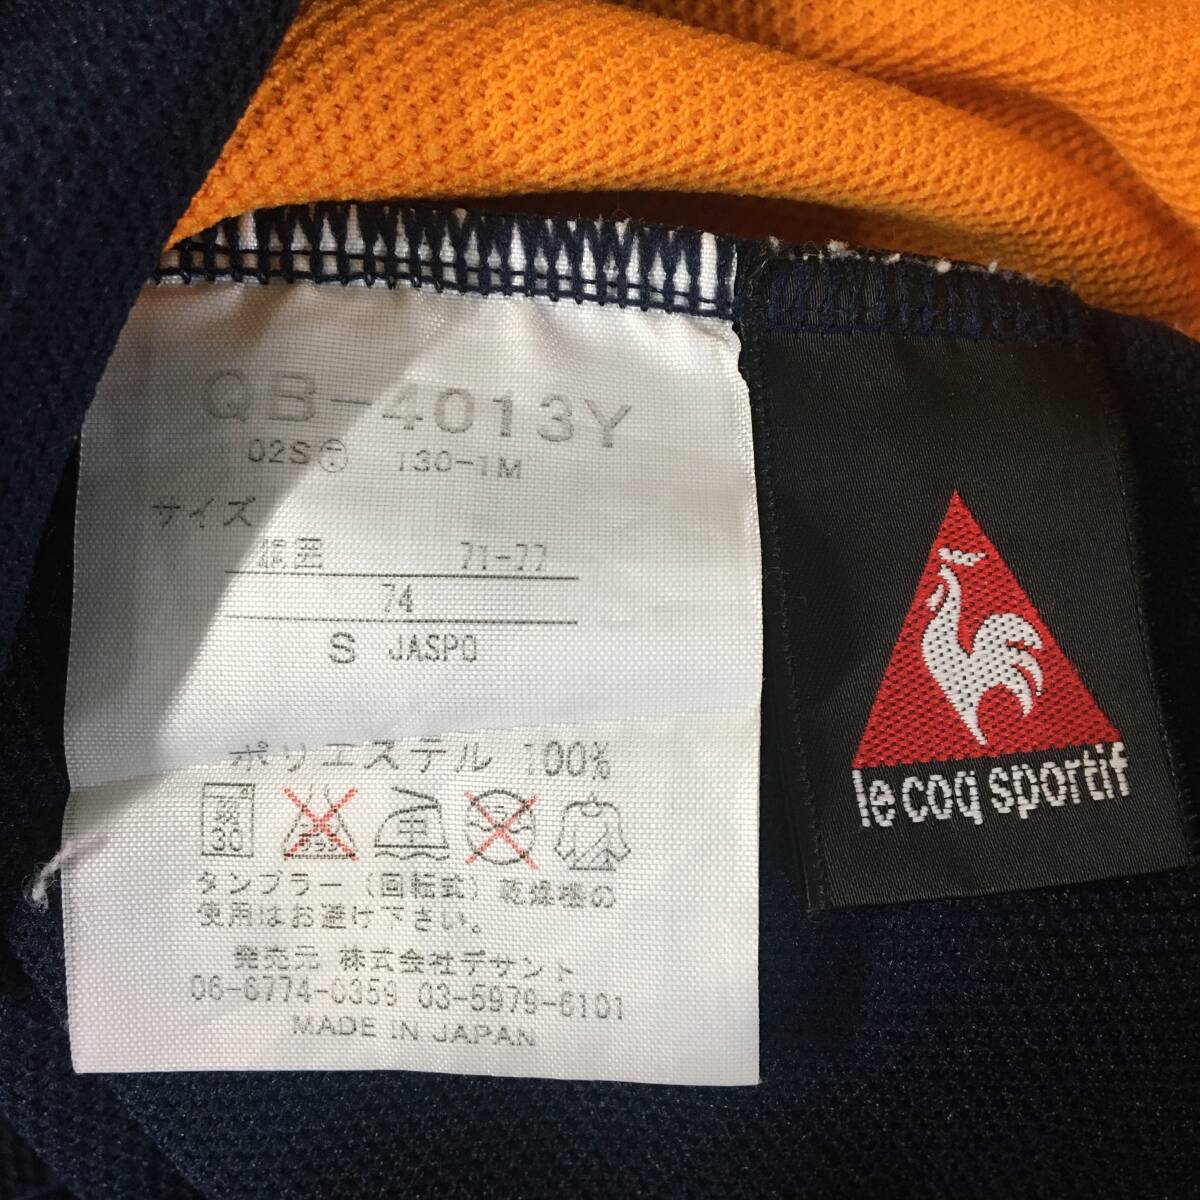 QB-4013Y
02S 130-1M
サイズ
胴囲 71-77
74
S JASPO
ポリエステル 100%
30
タンブラー(回転式)乾燥機の
使用はお避け下さい。
発売元 株式会社デサント
06-6774-0359 03-5979-6101
MADE IN JAPAN
le coq sportif